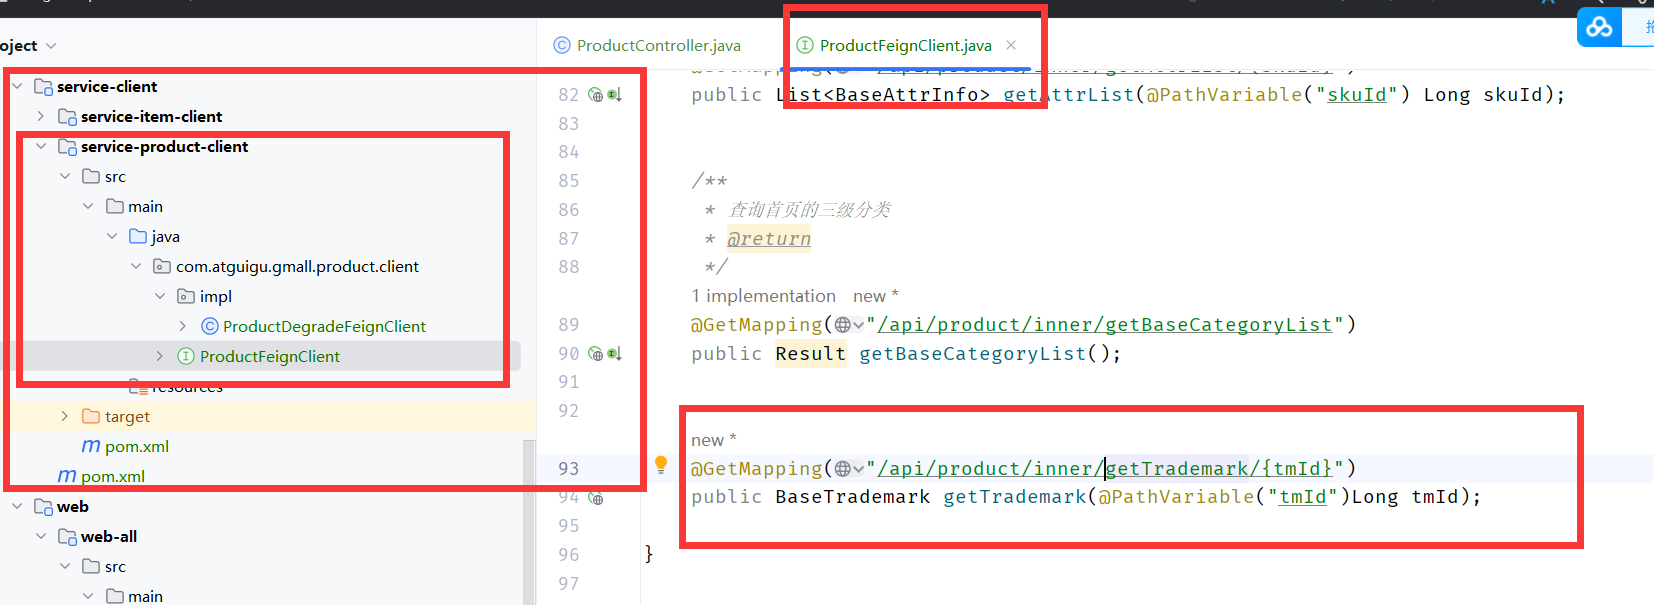 oject
service-client
service-item-client
service-product-client
src
main
java
com.atguigu.gmall.product.client
impl
ProductDegradeFeignClient
ProductFeignClient
resources
target
pom.xml
pom.xml
web
web-all
src
main
ProductController.java
ProductFeignClient.java
82 public List<BaseAttrInfo> getAttrList(@PathVariable("skuId") Long skuId);
83
84
85 /**
86 * 查询首页的三级分类
87 * @return
88 */
1 implementation new *
89 @GetMapping("/api/product/inner/getBaseCategoryList")
90 public Result getBaseCategoryList();
91
92
new *
93 @GetMapping("/api/product/inner/getTrademark/{tmId}")
94 public BaseTrademark getTrademark(@PathVariable("tmId")Long tmId);
95
96 }
97